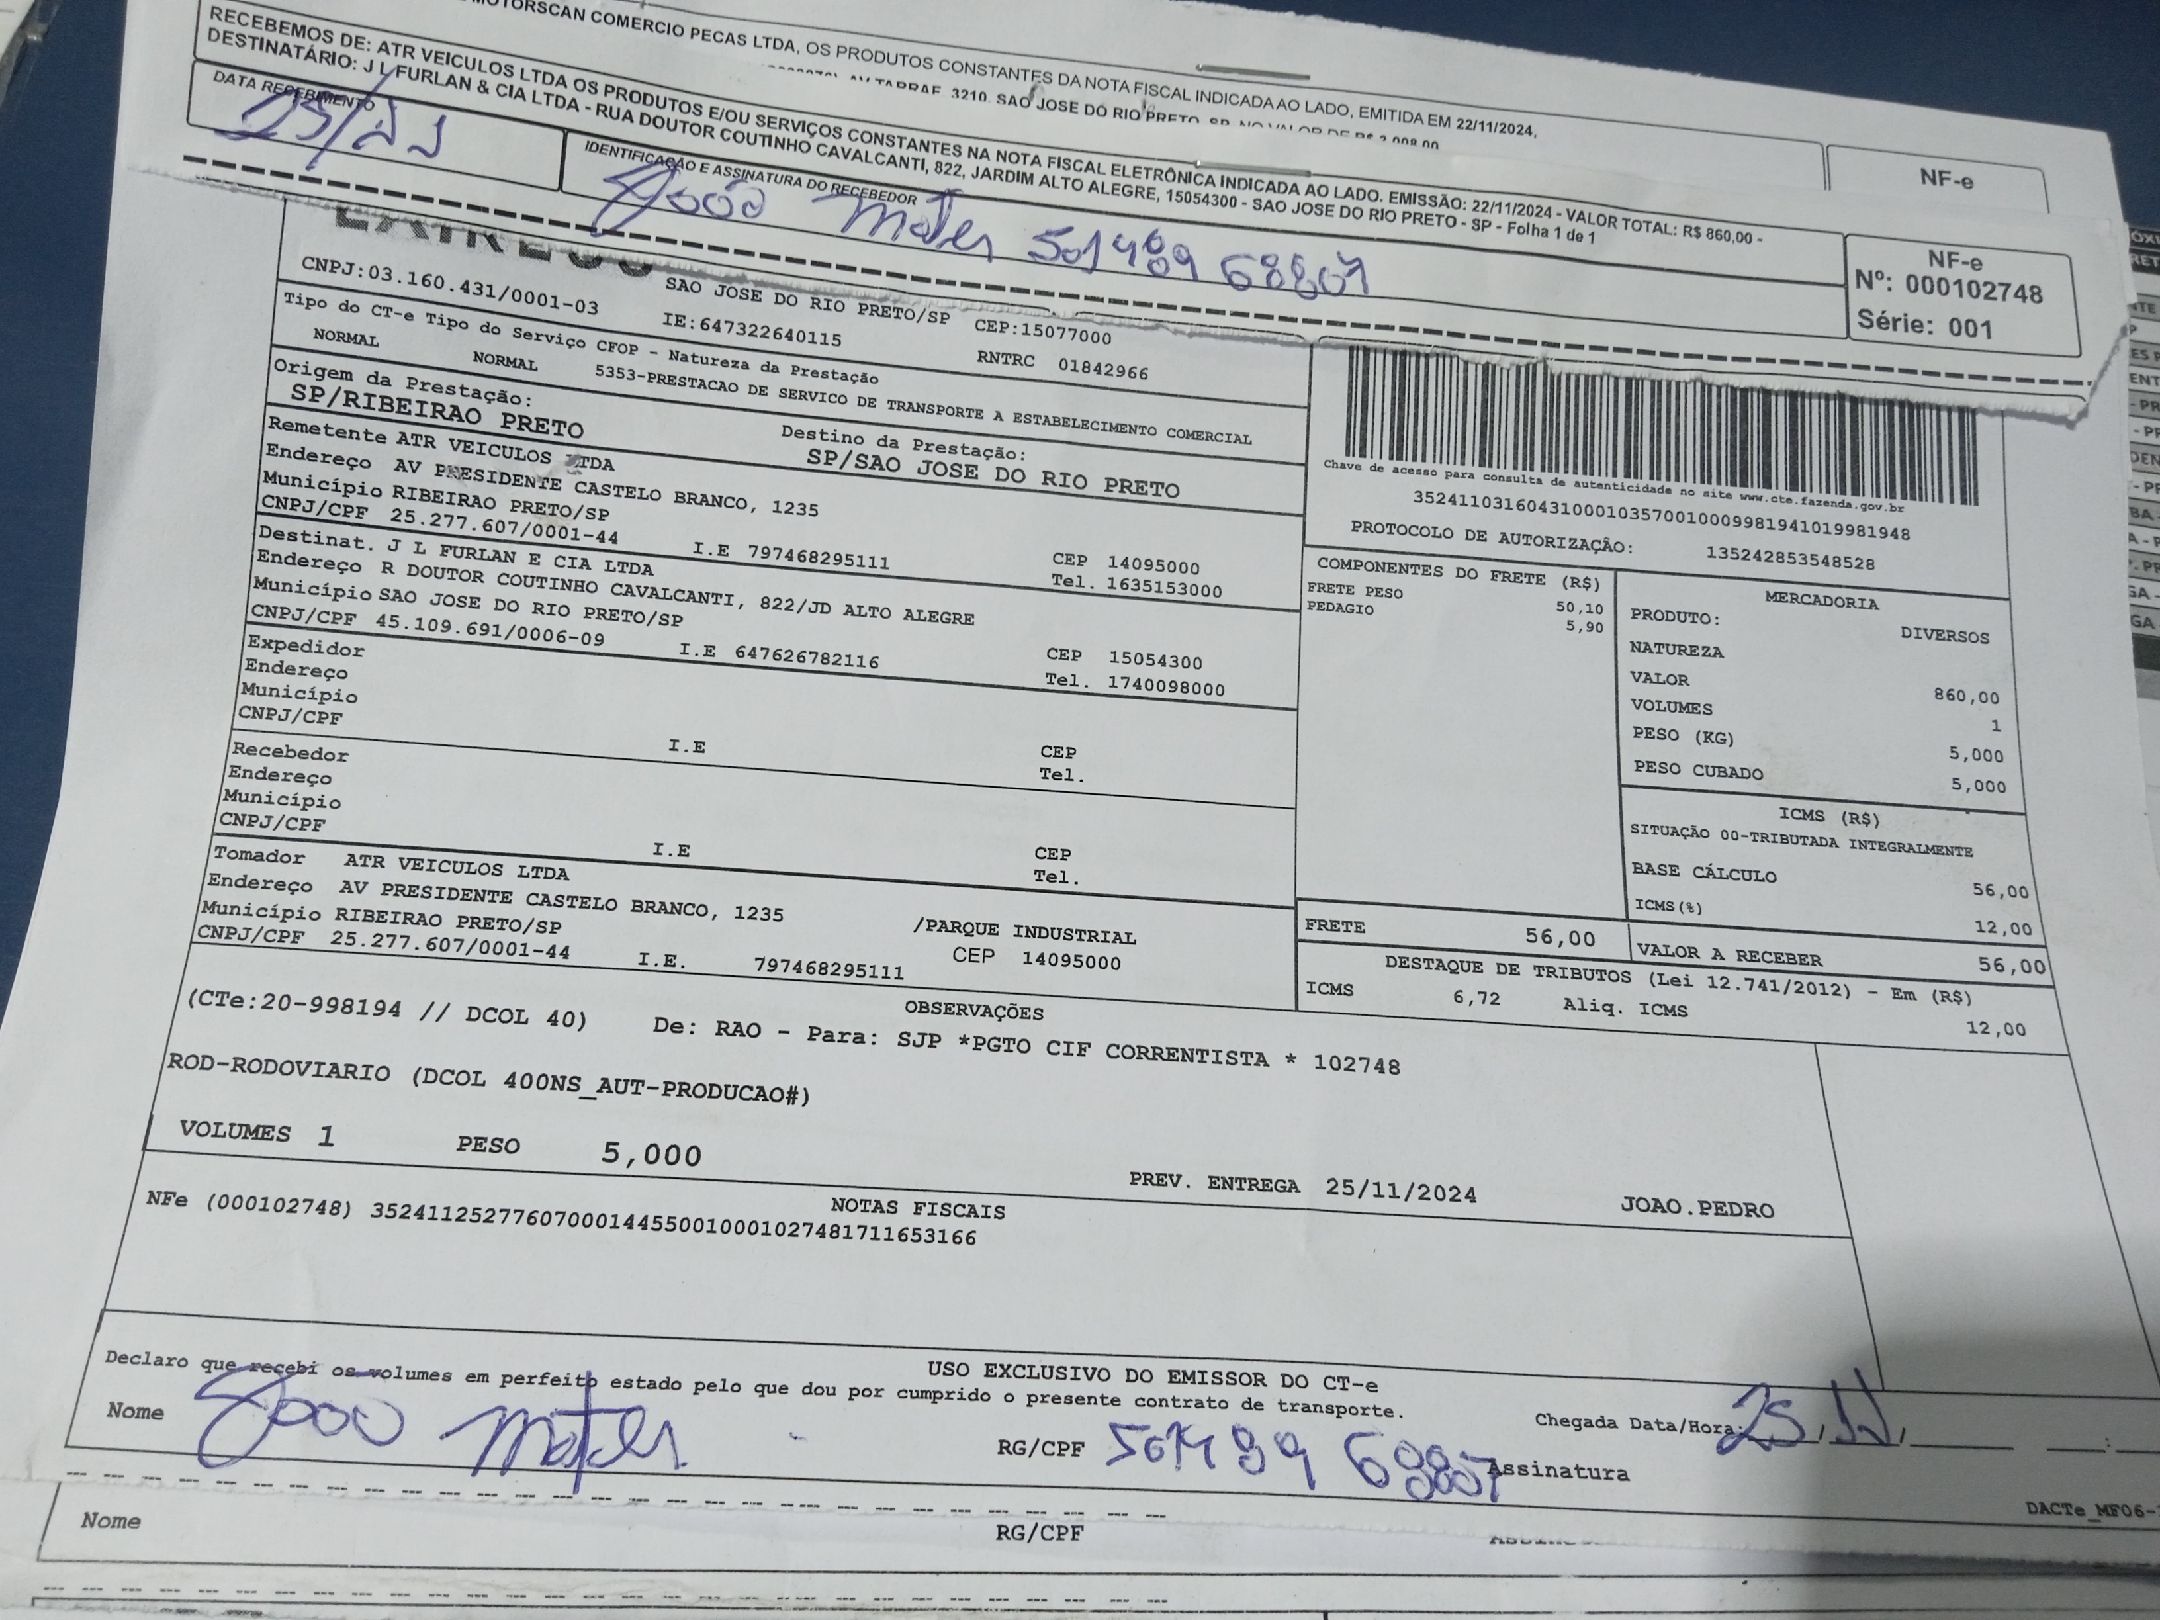 MOTORSCAN COMERCIO PECAS LTDA, OS PRODUTOS CONSTANTES DA NOTA FISCAL INDICADA AO LADO, EMITIDA EM 22/11/2024,
3210, SAO JOSE DO RIO PRETO, SP, NO VALOR DE R$
NF-e
RECEBEMOS DE: ATR VEICULOS LTDA OS PRODUTOS E/OU SERVIÇOS CONSTANTES NA NOTA FISCAL ELETRÔNICA INDICADA AO LADO. EMISSÃO: 22/11/2024 - VALOR TOTAL: R$ 860,00 -
DESTINATÁRIO: J L FURLAN & CIA LTDA - RUA DOUTOR COUTINHO CAVALCANTI, 822, JARDIM ALTO ALEGRE, 15054300 - SAO JOSE DO RIO PRETO - SP - Folha 1 de 1
DATA RECEBIMENTO
25/11
IDENTIFICAÇÃO E ASSINATURA DO RECEBEDOR
João
NF-e
Nº: 000102748
Série: 001
CNPJ:03.160.431/0001-03
SAO JOSE DO RIO PRETO/SP CEP:15077000
IE:647322640115 RNTRC 01842966
Tipo do CT-e Tipo do Serviço CFOP - Natureza da Prestação
NORMAL NORMAL 5353-PRESTACAO DE SERVICO DE TRANSPORTE A ESTABELECIMENTO COMERCIAL
Origem da Prestação: Destino da Prestação:
SP/RIBEIRAO PRETO SP/SAO JOSE DO RIO PRETO
Remetente ATR VEICULOS LTDA
Endereço AV PRESIDENTE CASTELO BRANCO, 1235
Município RIBEIRAO PRETO/SP CEP 14095000
CNPJ/CPF 25.277.607/0001-44 I.E 797468295111 Tel. 1635153000
Destinat. J L FURLAN E CIA LTDA
Endereço R DOUTOR COUTINHO CAVALCANTI, 822/JD ALTO ALEGRE
Município SAO JOSE DO RIO PRETO/SP CEP 15054300
CNPJ/CPF 45.109.691/0006-09 I.E 647626782116 Tel. 1740098000
Expedidor
Endereço
Município CEP
CNPJ/CPF I.E Tel.
Recebedor
Endereço
Município CEP
CNPJ/CPF I.E Tel.
Tomador ATR VEICULOS LTDA
Endereço AV PRESIDENTE CASTELO BRANCO, 1235 /PARQUE INDUSTRIAL
Município RIBEIRAO PRETO/SP CEP 14095000
CNPJ/CPF 25.277.607/0001-44 I.E. 797468295111
Chave de acesso para consulta de autenticidade no site www.cte.fazenda.gov.br
35241103160431000103570010009981941019981948
PROTOCOLO DE AUTORIZAÇÃO: 135242853548528
COMPONENTES DO FRETE (R$)
FRETE PESO 50,10
PEDAGIO 5,90
MERCADORIA
PRODUTO: DIVERSOS
NATUREZA
VALOR 860,00
VOLUMES 1
PESO (KG) 5,000
PESO CUBADO 5,000
ICMS (R$)
SITUAÇÃO 00-TRIBUTADA INTEGRALMENTE
BASE CÁLCULO 56,00
ICMS(%) 12,00
FRETE 56,00 VALOR A RECEBER 56,00
DESTAQUE DE TRIBUTOS (Lei 12.741/2012) - Em (R$)
ICMS 6,72 Aliq. ICMS 12,00
OBSERVAÇÕES
(CTe:20-998194 // DCOL 40) De: RAO - Para: SJP *PGTO CIF CORRENTISTA * 102748
ROD-RODOVIARIO (DCOL 400NS_AUT-PRODUCAO#)
VOLUMES 1 PESO 5,000 PREV. ENTREGA 25/11/2024 JOAO.PEDRO
NOTAS FISCAIS
NFe (000102748) 35241125277607000144550010001027481711653166
USO EXCLUSIVO DO EMISSOR DO CT-e
Declaro que recebi os volumes em perfeito estado pelo que dou por cumprido o presente contrato de transporte.
Nome João RG/CPF
Chegada Data/Hora: 25/11/
Assinatura
DACTe_MF06-
Nome RG/CPF